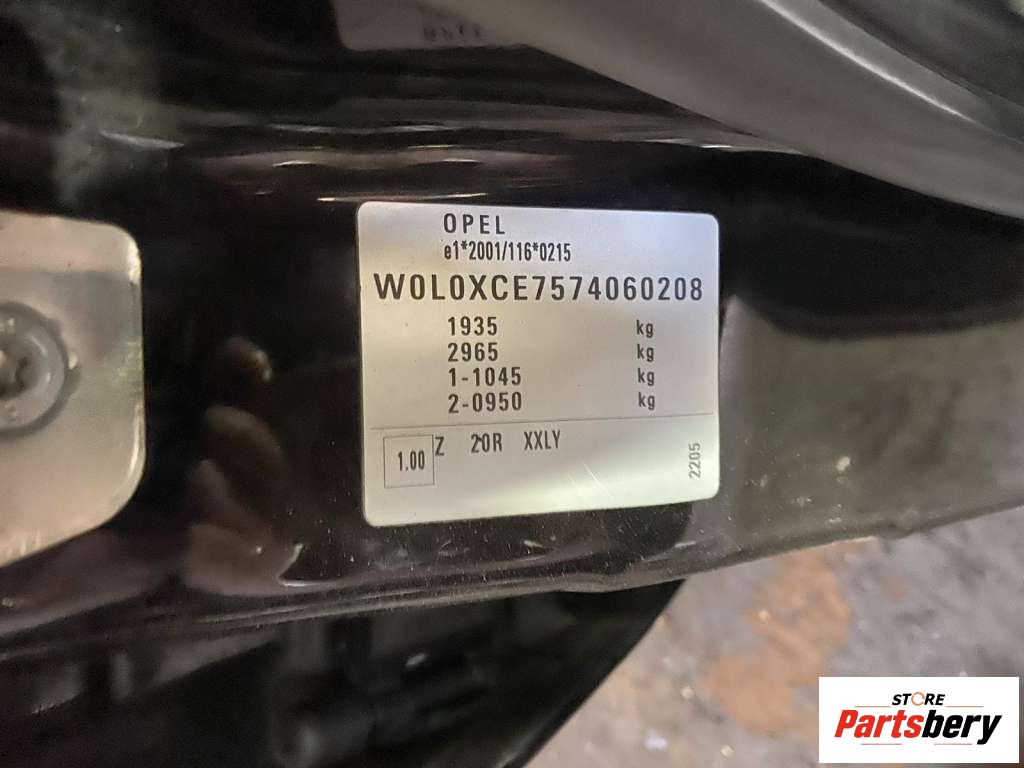 OPEL
e1*2001/116*0215
W0L0XCE7574060208
1935 kg
2965 kg
1-1045 kg
2-0950 kg
1.00 Z 20R XXLY
2205
STORE
Partsbery